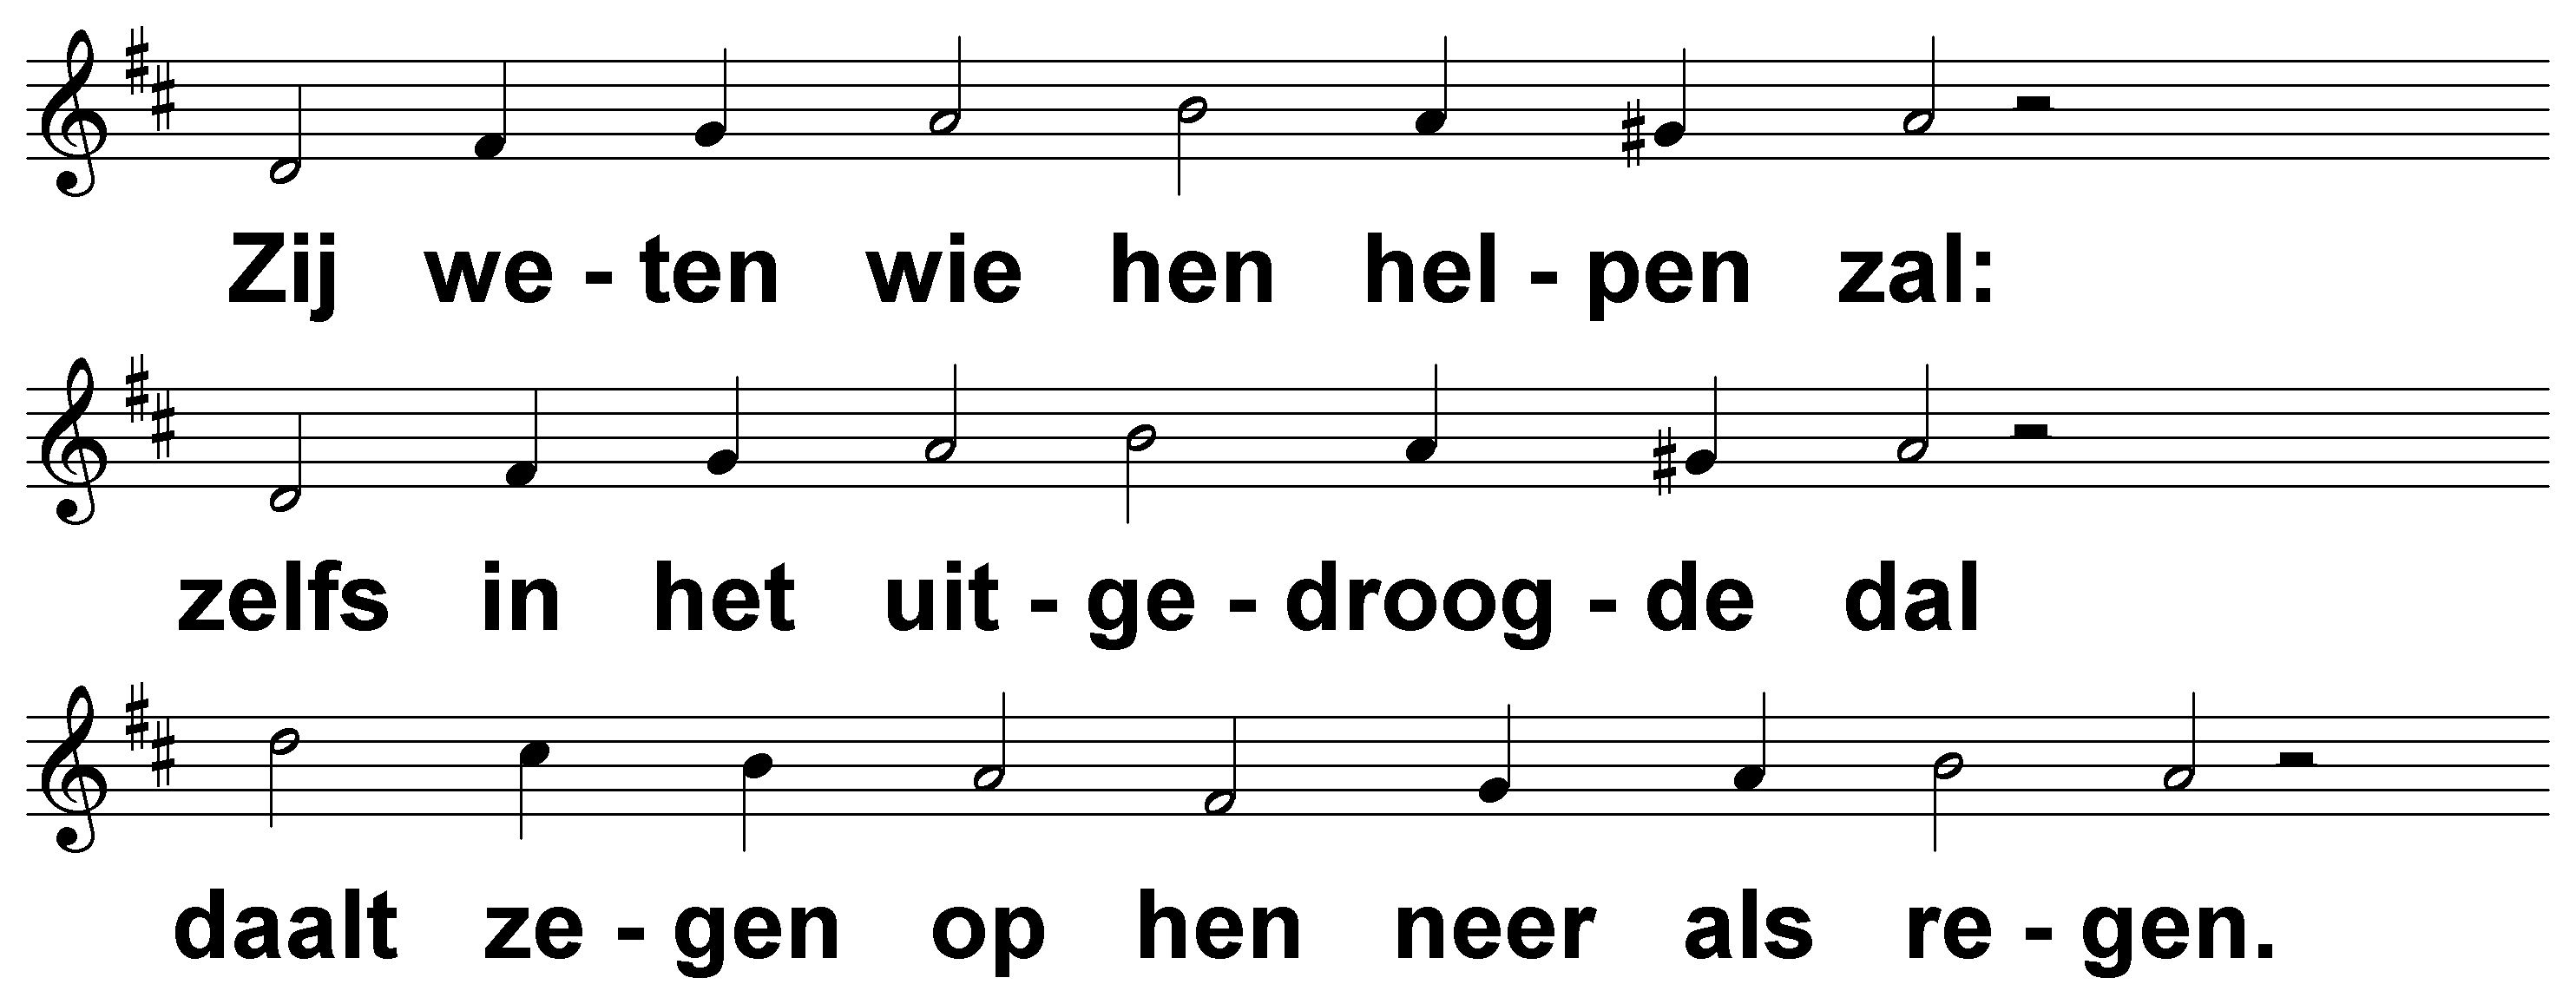 Zij we - ten wie hen hel - pen zal:
zelfs in het uit - ge - droog - de dal
daalt ze - gen op hen neer als re - gen.